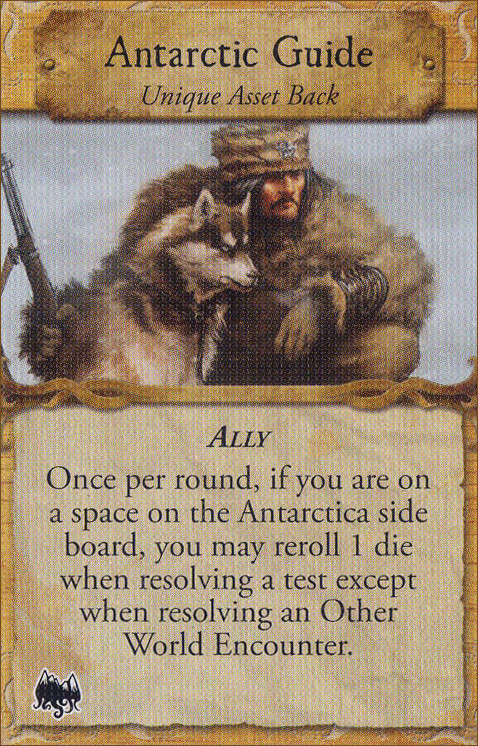 Antarctic Guide
Unique Asset Back
Ally
Once per round, if you are on
a space on the Antarctica side
board, you may reroll 1 die
when resolving a test except
when resolving an Other
World Encounter.